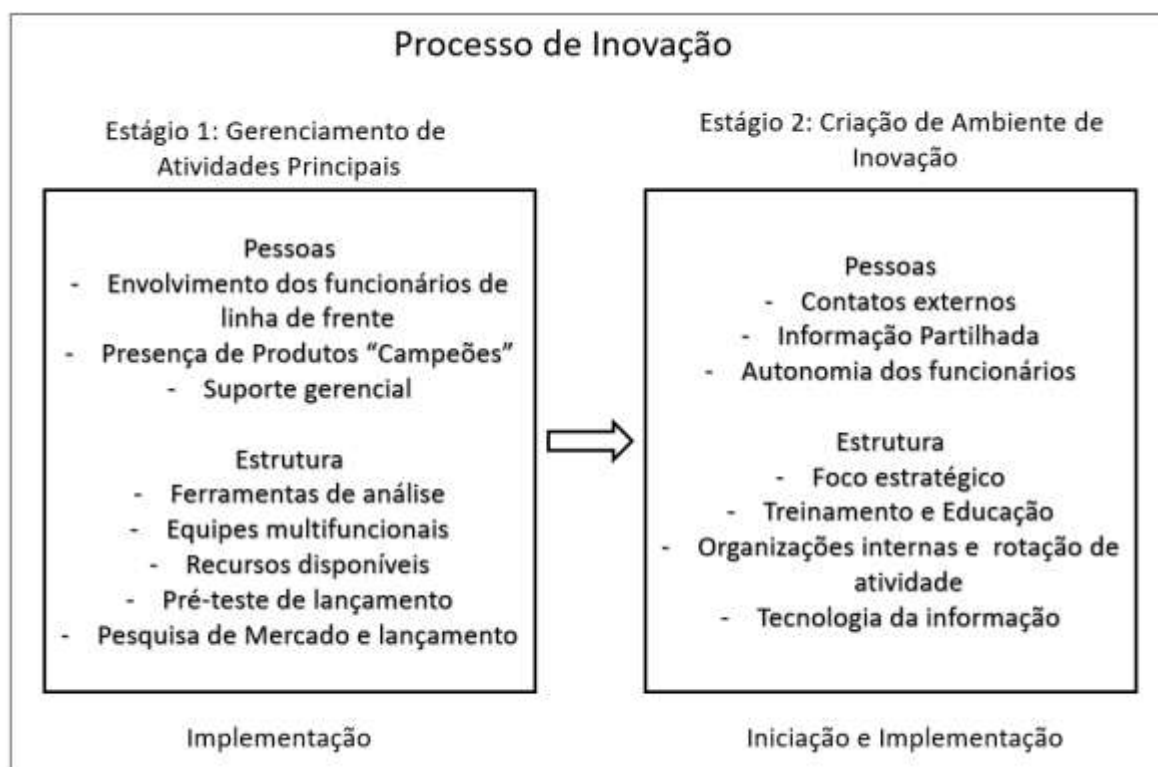 Processo de Inovação
Estágio 1: Gerenciamento de
Atividades Principais
Pessoas
- Envolvimento dos funcionários de
linha de frente
- Presença de Produtos “Campeões”
- Suporte gerencial
Estrutura
- Ferramentas de análise
- Equipes multifuncionais
- Recursos disponíveis
- Pré-teste de lançamento
- Pesquisa de Mercado e lançamento
Implementação
Estágio 2: Criação de Ambiente de
Inovação
Pessoas
- Contatos externos
- Informação Partilhada
- Autonomia dos funcionários
Estrutura
- Foco estratégico
- Treinamento e Educação
- Organizações internas e rotação de
atividade
- Tecnologia da informação
Iniciação e Implementação